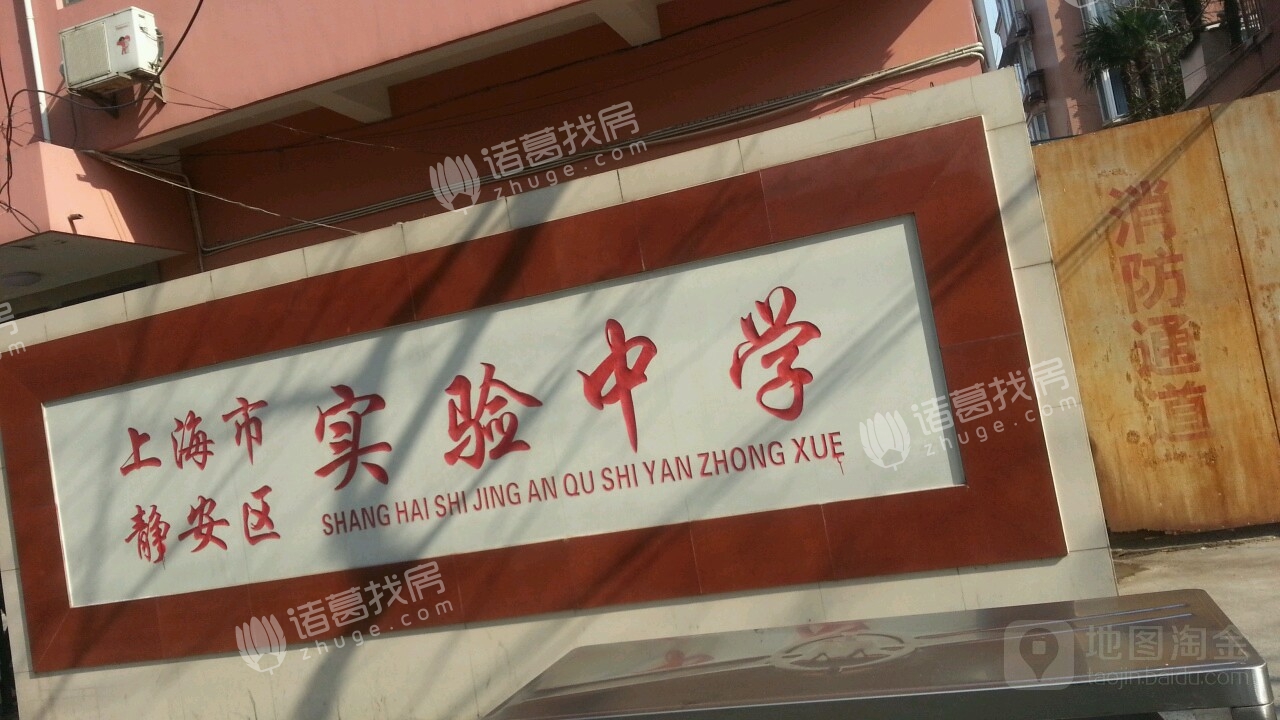 诸葛找房
zhuge.com
上海市
静安区
实验中学
SHANG HAI SHI JING AN QU SHI YAN ZHONG XUE
消防通道
诸葛找房
zhuge.com
诸葛找房
zhuge.com
房
地图淘金
taojin.baidu.com